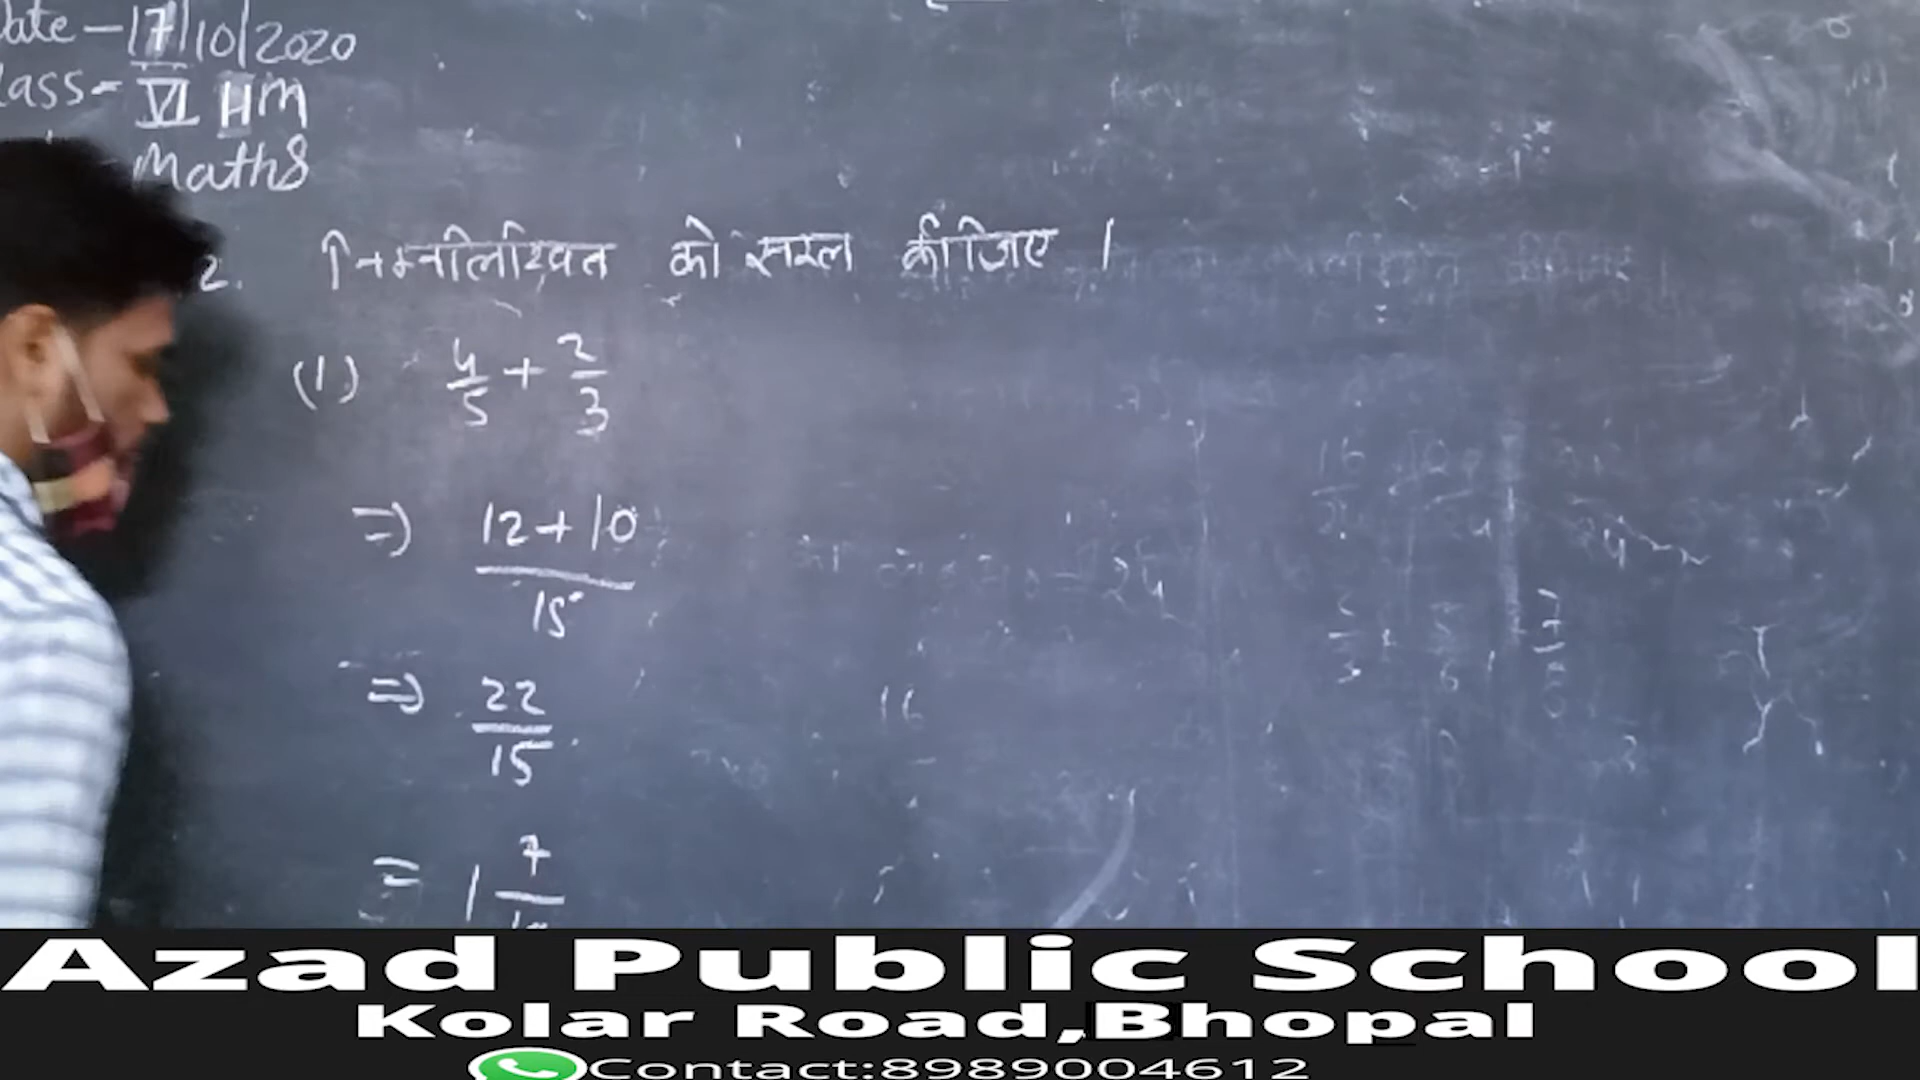 Date - 17/10/2020
Class - VI HM
Maths
2. निम्नलिखित को सरल कीजिए ।
(1) 4/5 + 2/3
=) 12+10/15
=) 22/15
= 1 7/
16
Azad Public School
Kolar Road,Bhopal
Contact:8989004612